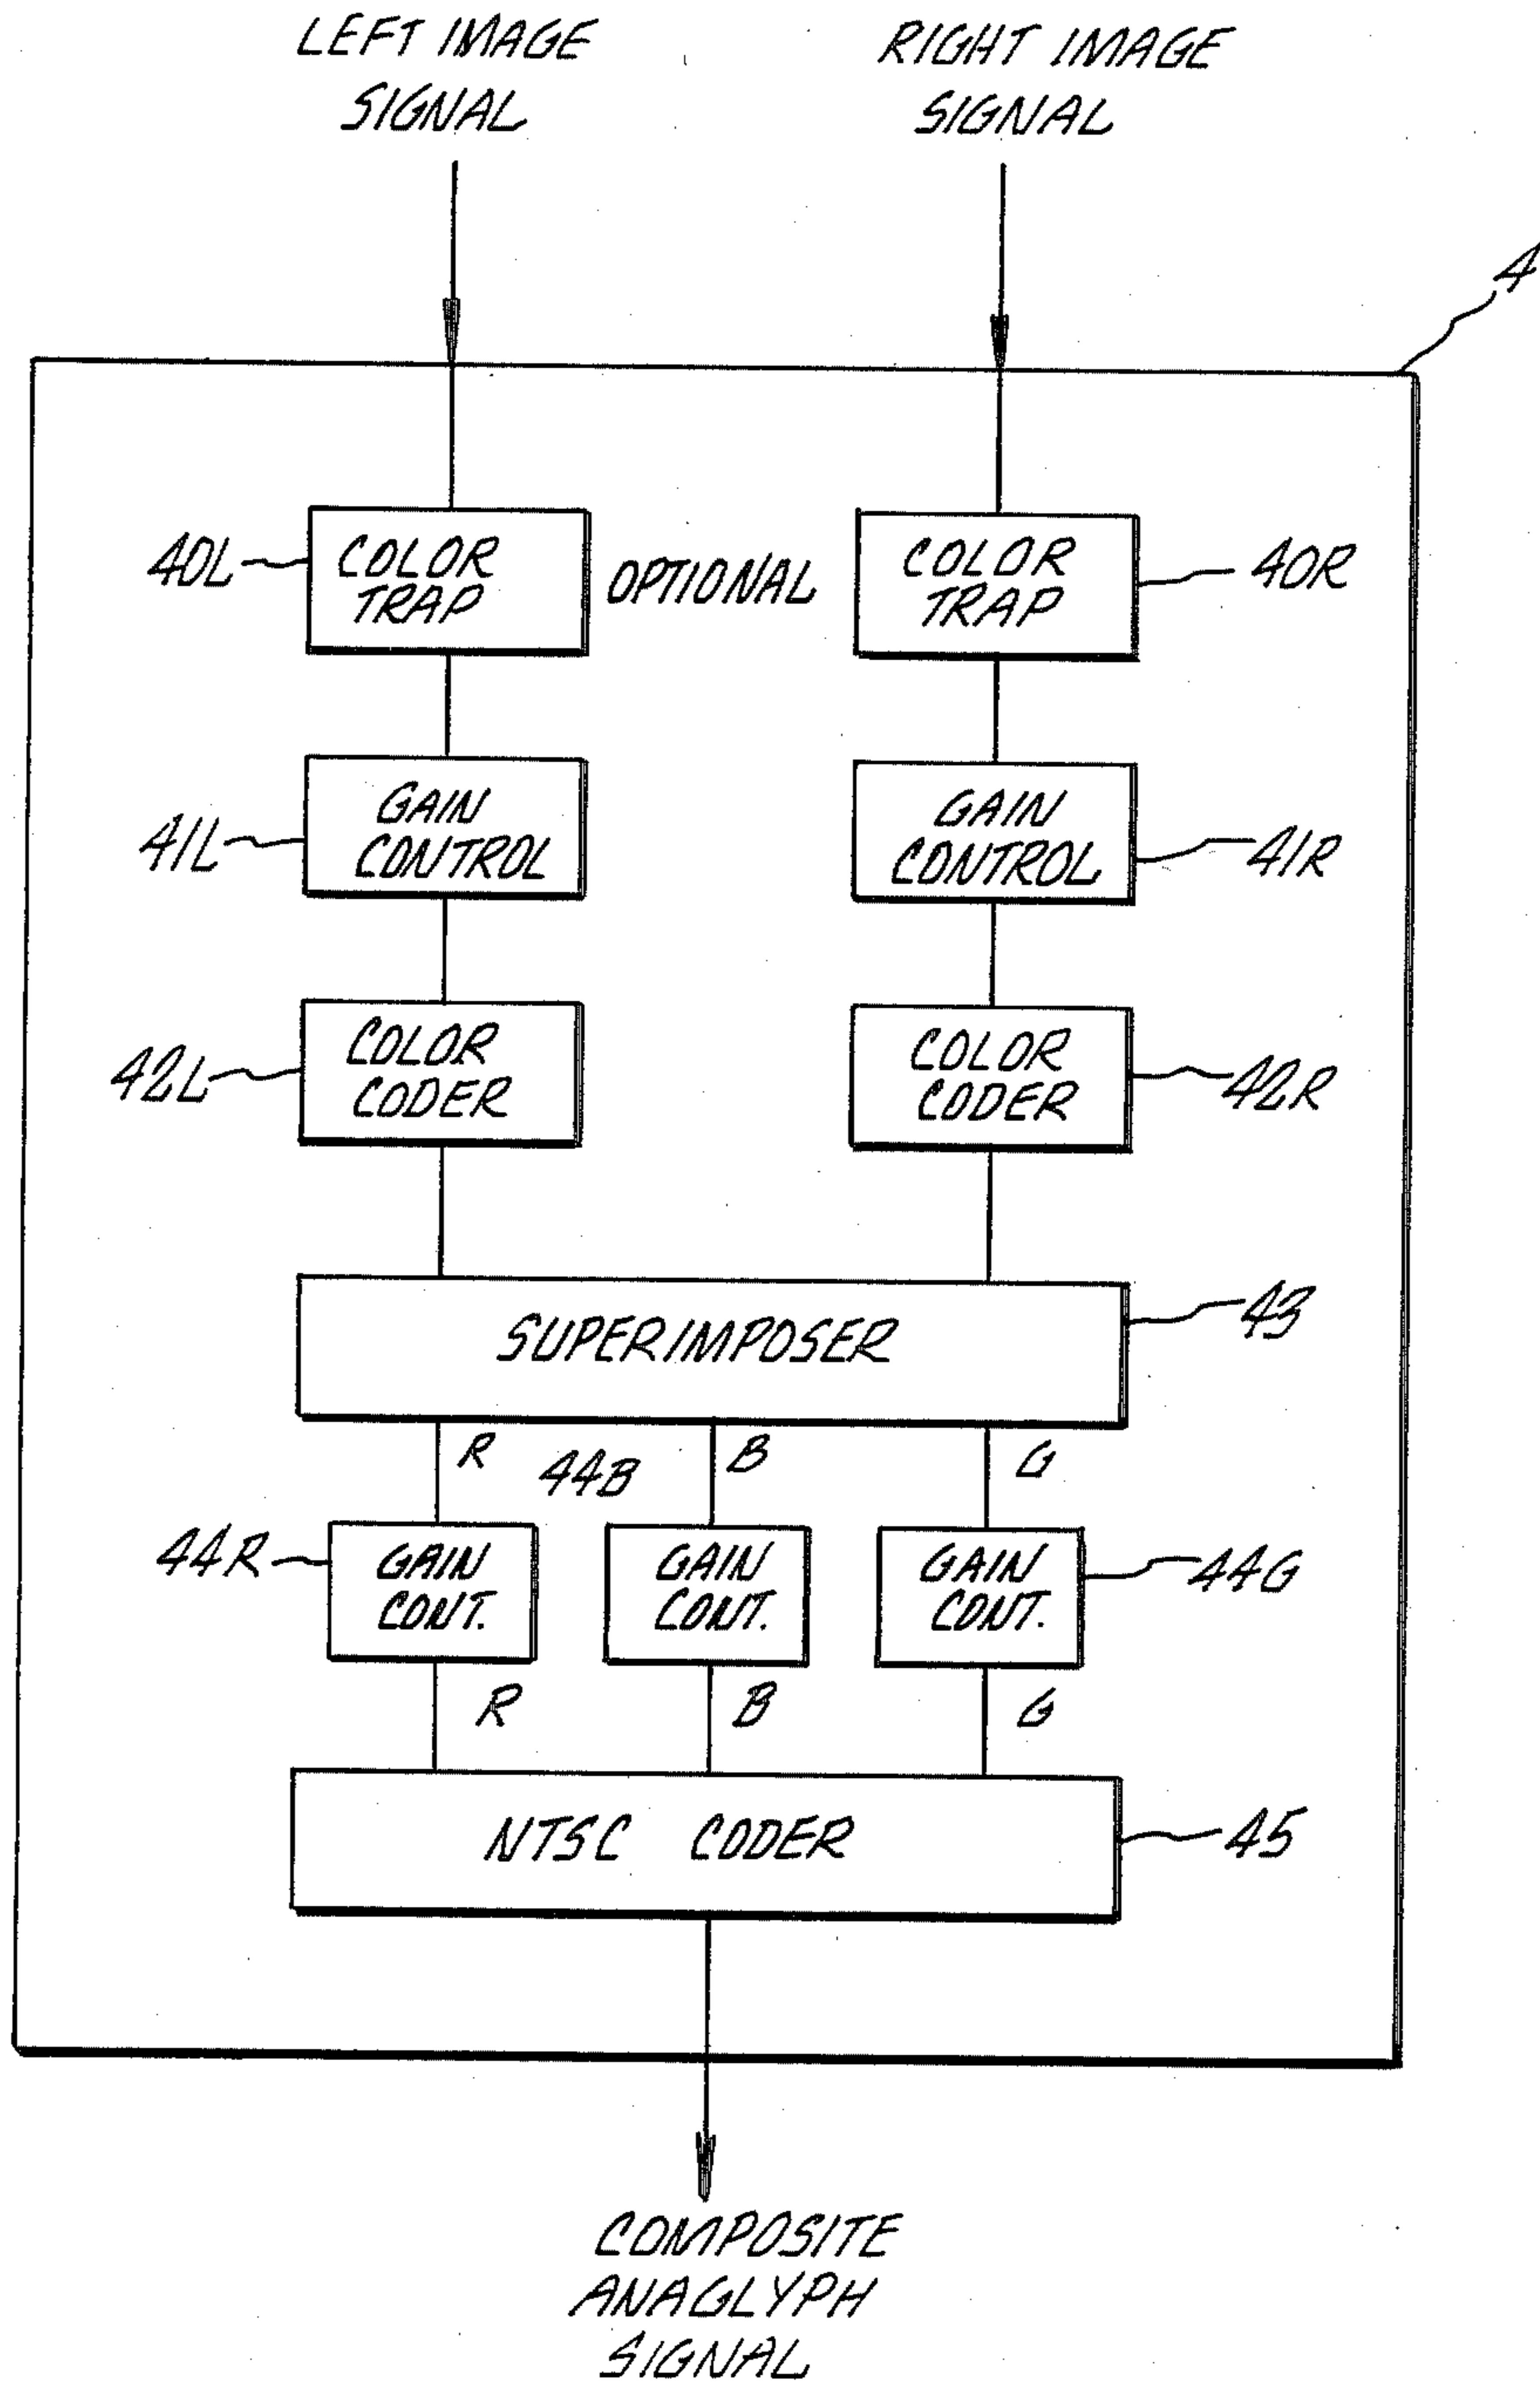 LEFT IMAGE
SIGNAL
RIGHT IMAGE
SIGNAL
4
40L
COLOR
TRAP
OPTIONAL
COLOR
TRAP
40R
41L
GAIN
CONTROL
GAIN
CONTROL
41R
42L
COLOR
CODER
COLOR
CODER
42R
SUPERIMPOSER
43
R
44B
B
G
44R
GAIN
CONT.
GAIN
CONT.
GAIN
CONT.
44G
R
B
G
NTSC CODER
45
COMPOSITE
ANAGLYPH
SIGNAL